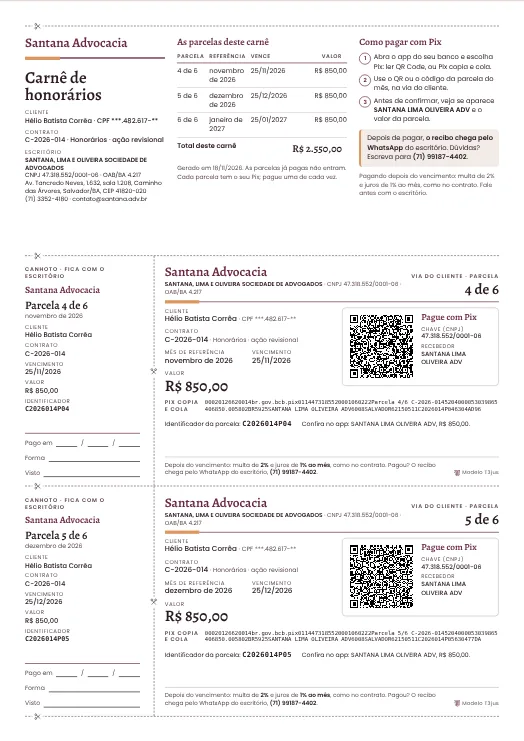 Santana Advocacia
Carnê de
honorários
CLIENTE
Hélio Batista Corrêa · CPF ***.482.617-**
CONTRATO
C-2026-014 · Honorários · ação revisional
ESCRITÓRIO
SANTANA, LIMA E OLIVEIRA SOCIEDADE DE
ADVOGADOS
CNPJ 47.318.552/0001-06 · OAB/BA 4.217
Av. Tancredo Neves, 1.632, sala 1.208, Caminho
das Árvores, Salvador/BA, CEP 41820-020
(71) 3352-4180 · contato@santana.adv.br
As parcelas deste carnê
PARCELA REFERÊNCIA VENCE VALOR
4 de 6 novembro de 2026 25/11/2026 R$ 850,00
5 de 6 dezembro de 2026 25/12/2026 R$ 850,00
6 de 6 janeiro de 2027 25/01/2027 R$ 850,00
Total deste carnê R$ 2.550,00
Gerado em 18/11/2026. As parcelas já pagas não entram.
Cada parcela tem o seu Pix; pague uma de cada vez.
Como pagar com Pix
1 Abra o app do seu banco e escolha
Pix: ler QR Code, ou Pix copia e cola.
2 Use o QR ou o código da parcela do
mês, na via do cliente.
3 Antes de confirmar, veja se aparece
SANTANA LIMA OLIVEIRA ADV e o
valor da parcela.
Depois de pagar, o recibo chega pelo
WhatsApp do escritório. Dúvidas?
Escreva para (71) 99187-4402.
Pagando depois do vencimento: multa de 2%
e juros de 1% ao mês, como no contrato. Fale
antes com o escritório.
CANHOTO · FICA COM O
ESCRITÓRIO
Santana Advocacia
Parcela 4 de 6
novembro de 2026
CLIENTE
Hélio Batista Corrêa
CONTRATO
C-2026-014
VENCIMENTO
25/11/2026
VALOR
R$ 850,00
IDENTIFICADOR
C2026014P04
Pago em ____ / ____ / ____
Forma
Visto
Santana Advocacia
SANTANA, LIMA E OLIVEIRA SOCIEDADE DE ADVOGADOS · CNPJ 47.318.552/0001-06 ·
OAB/BA 4.217
VIA DO CLIENTE · PARCELA
4 de 6
CLIENTE
Hélio Batista Corrêa · CPF ***.482.617-**
CONTRATO
C-2026-014 · Honorários · ação revisional
MÊS DE REFERÊNCIA VENCIMENTO
novembro de 2026 25/11/2026
VALOR
R$ 850,00
Pague com Pix
CHAVE (CNPJ)
47.318.552/0001-06
RECEBEDOR
SANTANA LIMA
OLIVEIRA ADV
PIX COPIA
E COLA
Identificador da parcela: C2026014P04 Confira no app: SANTANA LIMA OLIVEIRA ADV, R$ 850,00.
Depois do vencimento: multa de 2% e juros de 1% ao mês, como no contrato. Pagou? O recibo
chega pelo WhatsApp do escritório, (71) 99187-4402.
Modelo 13jus
CANHOTO · FICA COM O
ESCRITÓRIO
Santana Advocacia
Parcela 5 de 6
dezembro de 2026
CLIENTE
Hélio Batista Corrêa
CONTRATO
C-2026-014
VENCIMENTO
25/12/2026
VALOR
R$ 850,00
IDENTIFICADOR
C2026014P05
Pago em ____ / ____ / ____
Forma
Visto
Santana Advocacia
SANTANA, LIMA E OLIVEIRA SOCIEDADE DE ADVOGADOS · CNPJ 47.318.552/0001-06 ·
OAB/BA 4.217
VIA DO CLIENTE · PARCELA
5 de 6
CLIENTE
Hélio Batista Corrêa · CPF ***.482.617-**
CONTRATO
C-2026-014 · Honorários · ação revisional
MÊS DE REFERÊNCIA VENCIMENTO
dezembro de 2026 25/12/2026
VALOR
R$ 850,00
Pague com Pix
CHAVE (CNPJ)
47.318.552/0001-06
RECEBEDOR
SANTANA LIMA
OLIVEIRA ADV
PIX COPIA
E COLA
Identificador da parcela: C2026014P05 Confira no app: SANTANA LIMA OLIVEIRA ADV, R$ 850,00.
Depois do vencimento: multa de 2% e juros de 1% ao mês, como no contrato. Pagou? O recibo
chega pelo WhatsApp do escritório, (71) 99187-4402.
Modelo 13jus